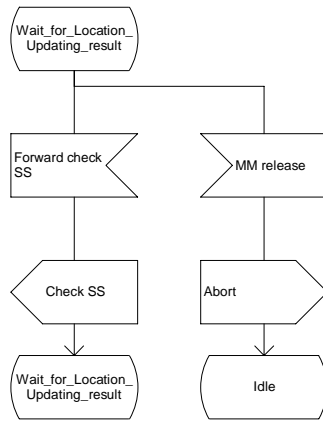 Wait_for_Location_
Updating_result
Forward check
SS
MM release
Check SS
Abort
Wait_for_Location_
Updating_result
Idle